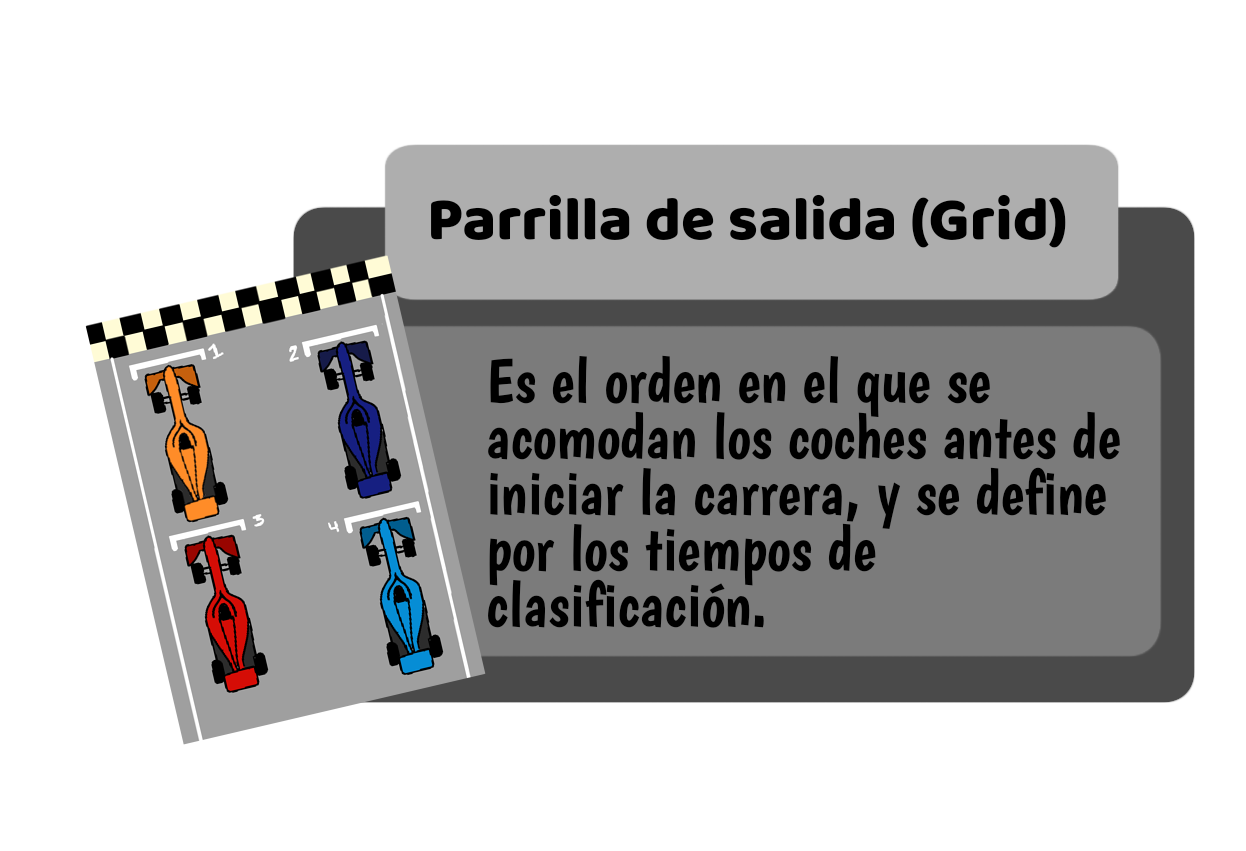 Parrilla de salida (Grid)
1
2
3
4
Es el orden en el que se
acomodan los coches antes de
iniciar la carrera, y se define
por los tiempos de
clasificación.